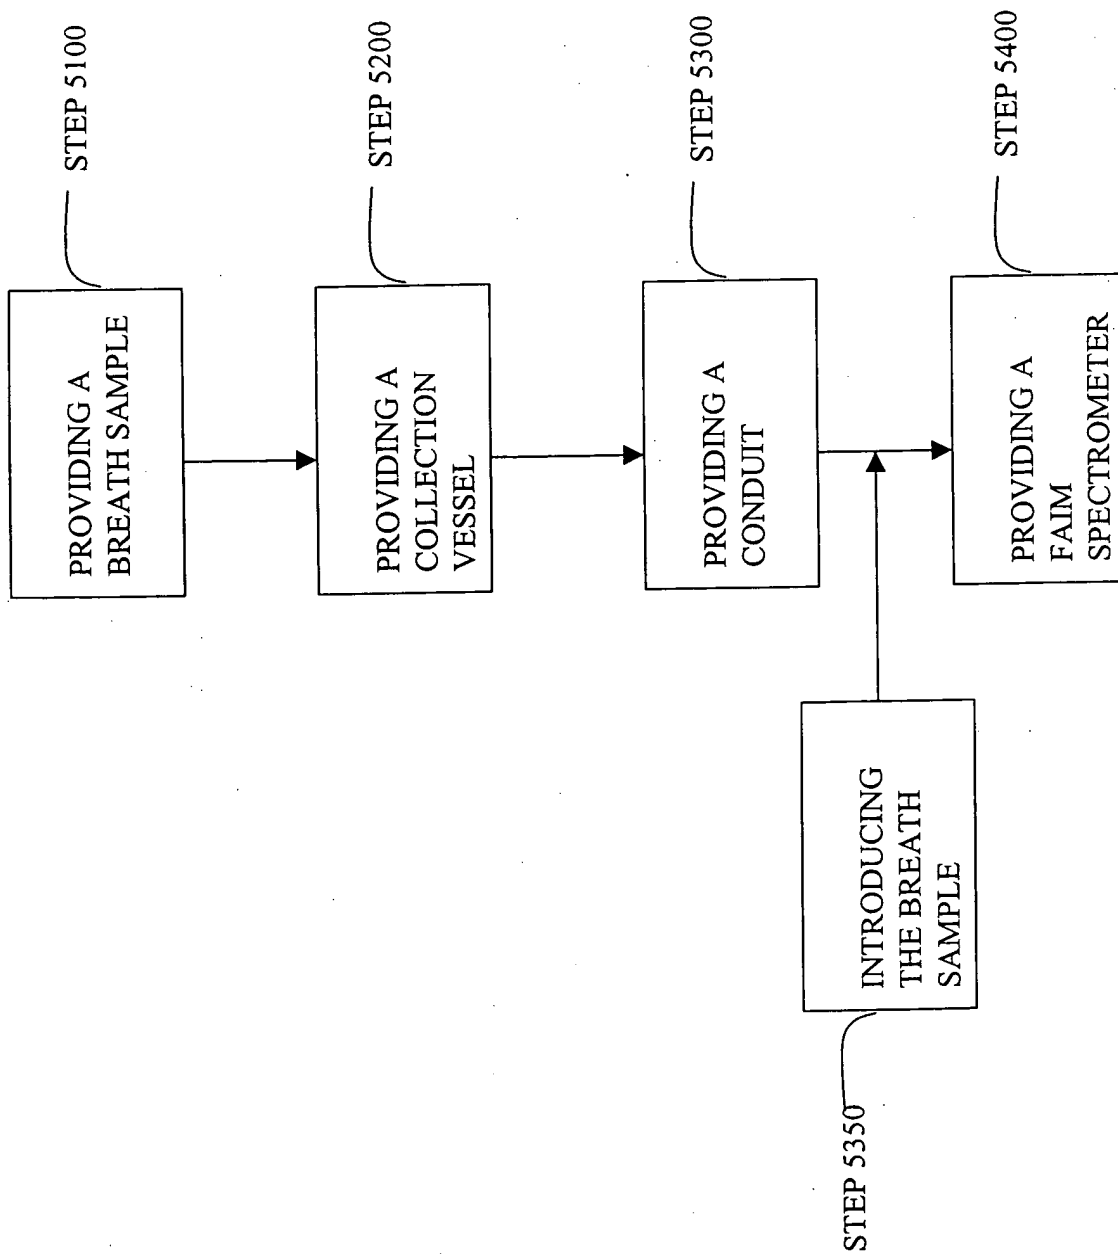 PROVIDING A
BREATH SAMPLE
STEP 5100
PROVIDING A
COLLECTION
VESSEL
STEP 5200
PROVIDING A
CONDUIT
STEP 5300
INTRODUCING
THE BREATH
SAMPLE
STEP 5350
PROVIDING A
FAIM
SPECTROMETER
STEP 5400